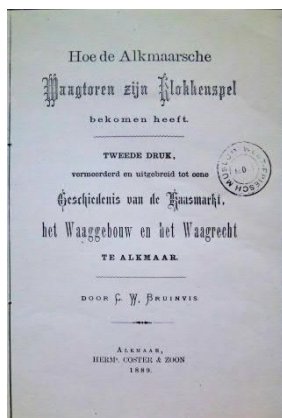 Hoe de Alkmaarsche
Waagtoren zijn Klokkenspel
bekomen heeft.
TWEEDE DRUK,
vermeerderd en uitgebreid tot eene
Geschiedenis van de Kaasmarkt,
het Waaggebouw en het Waagrecht
TE ALKMAAR.
DOOR C. W. BRUINVIS
ALKMAAR,
HERMs. COSTER & ZOON
1889.